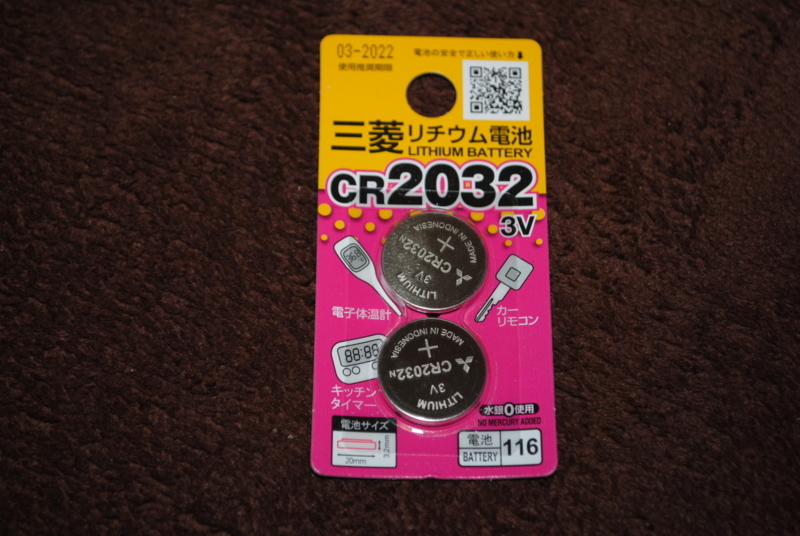 03-2022
使用推奨期限
電池の安全で正しい使い方
三菱リチウム電池
LITHIUM BATTERY
CR2032
3V
MADE IN INDONESIA
+
CR2032N
3V
LITHIUM
電子体温計
カー
リモコン
88:88
キッチン
タイマー
MADE IN INDONESIA
+
CR2032N
3V
LITHIUM
水銀0使用
NO MERCURY ADDED
電池サイズ
3.2mm
20mm
電池
BATTERY
116